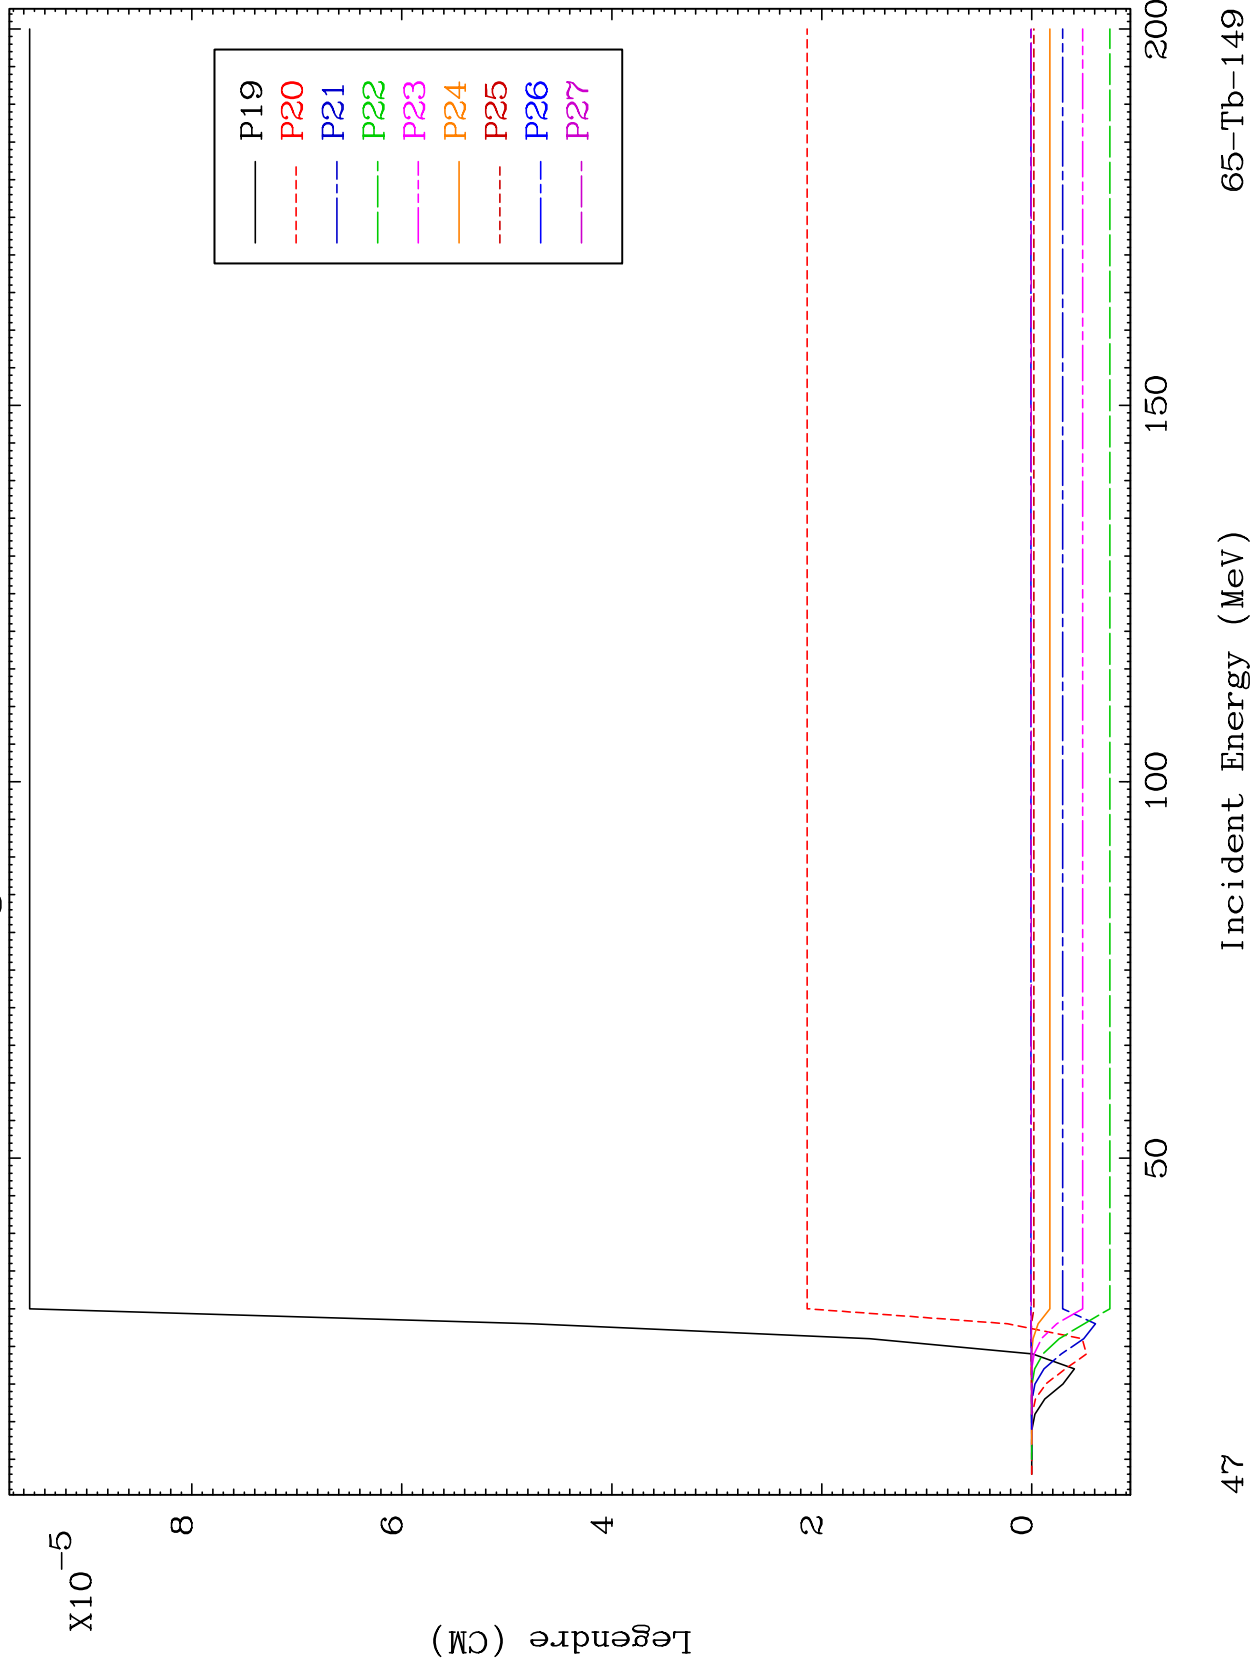 X10-5
Legendre (CM)
8
6
4
2
0
P19
P20
P21
P22
P23
P24
P25
P26
P27
50
100
150
200
Incident Energy (MeV)
47
65-Tb-149